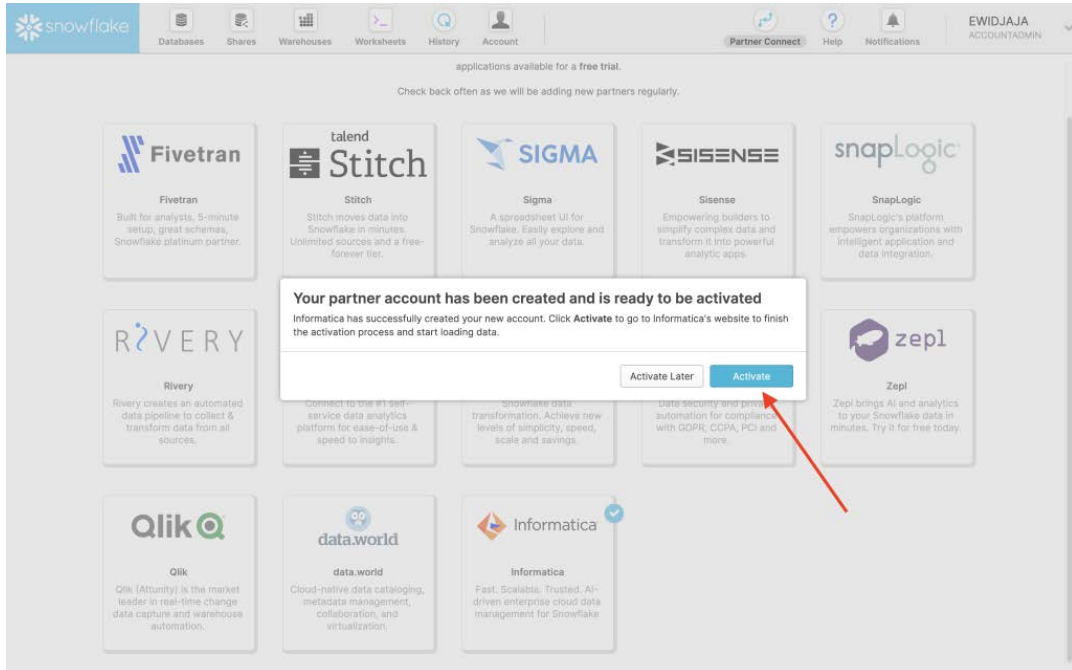 snowflake
Databases
Shares
Warehouses
Worksheets
History
Account
Partner Connect
Help
Notifications
EWIDJAJA
ACCOUNTADMIN
applications available for a free trial.
Check back often as we will be adding new partners regularly.
Fivetran
Fivetran
Built for analysts, 5-minute
setup, great schemas,
Snowflake platinum partner.
talend
Stitch
Stitch
Stitch moves data into
Snowflake in minutes.
Unlimited sources and a free-
forever tier.
SIGMA
Sigma
A spreadsheet UI for
Snowflake. Easily explore and
analyze all your data.
SISENSE
Sisense
Empowering builders to
simplify complex data and
transform it into powerful
analytic apps.
snapLogic
SnapLogic
SnapLogic's platform
empowers organizations with
intelligent application and
data integration.
Your partner account has been created and is ready to be activated
Informatica has successfully created your new account. Click Activate to go to Informatica's website to finish
the activation process and start loading data.
Activate Later
Activate
RIVERY
Rivery
Rivery creates an automated
data pipeline to collect &
transform data from all
sources.
Connect to the #1 self-
service data analytics
platform for ease-of-use &
speed to insights.
Snowflake data
transformation. Achieve new
levels of simplicity, speed,
scale and savings.
Data security and privacy
automation for compliance
with GDPR, CCPA, PCI and
more.
zepl
Zepl
Zepl brings AI and analytics
to your Snowflake data in
minutes. Try it for free today.
Qlik
Qlik
Qlik (Attunity) is the market
leader in real-time change
data capture and warehouse
automation.
data.world
data.world
Cloud-native data cataloging,
metadata management,
collaboration, and
virtualization.
Informatica
Informatica
Fast. Scalable. Trusted. AI-
driven enterprise cloud data
management for Snowflake